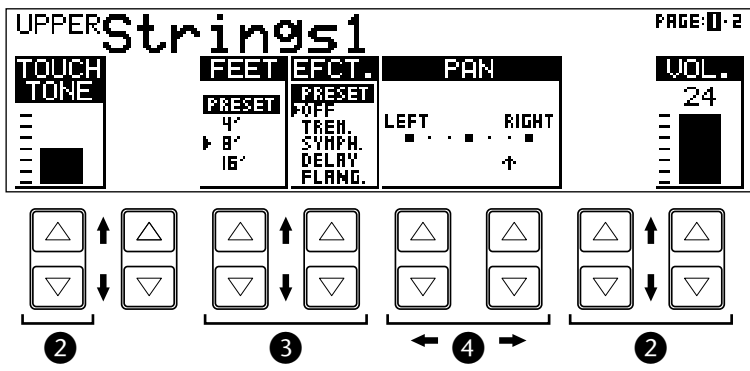 UPPER Strings1 PAGE:1·2
TOUCH TONE
FEET
PRESET
4'
8'
16'
EFCT.
PRESET
OFF
TREM.
SYMPH.
DELAY
FLANG.
PAN
LEFT RIGHT
VOL.
24
2 3 4 2